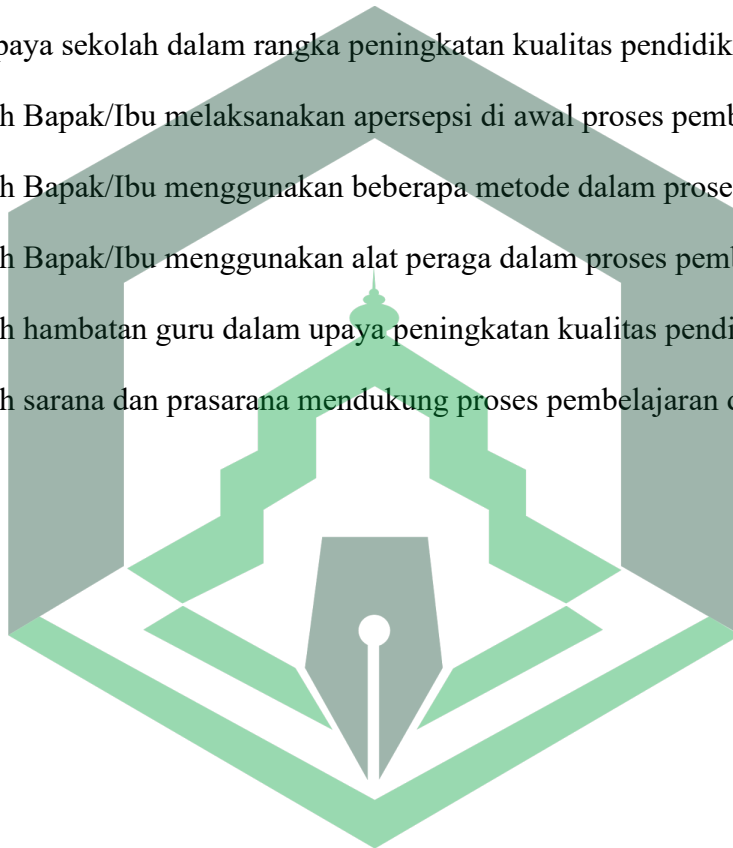 paya sekolah dalam rangka peningkatan kualitas pendidik
h Bapak/Ibu melaksanakan apersepsi di awal proses pemb
h Bapak/Ibu menggunakan beberapa metode dalam prose
h Bapak/Ibu menggunakan alat peraga dalam proses pemb
h hambatan guru dalam upaya peningkatan kualitas pendi
h sarana dan prasarana mendukung proses pembelajaran d